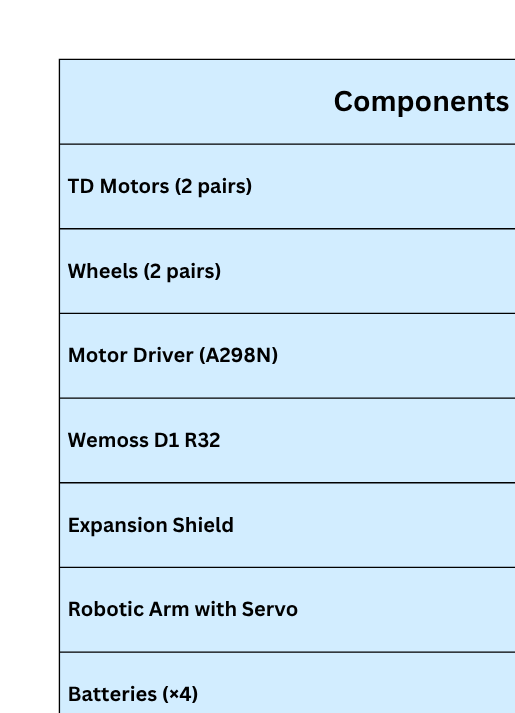 Components
TD Motors (2 pairs)
Wheels (2 pairs)
Motor Driver (A298N)
Wemoss D1 R32
Expansion Shield
Robotic Arm with Servo
Batteries (×4)